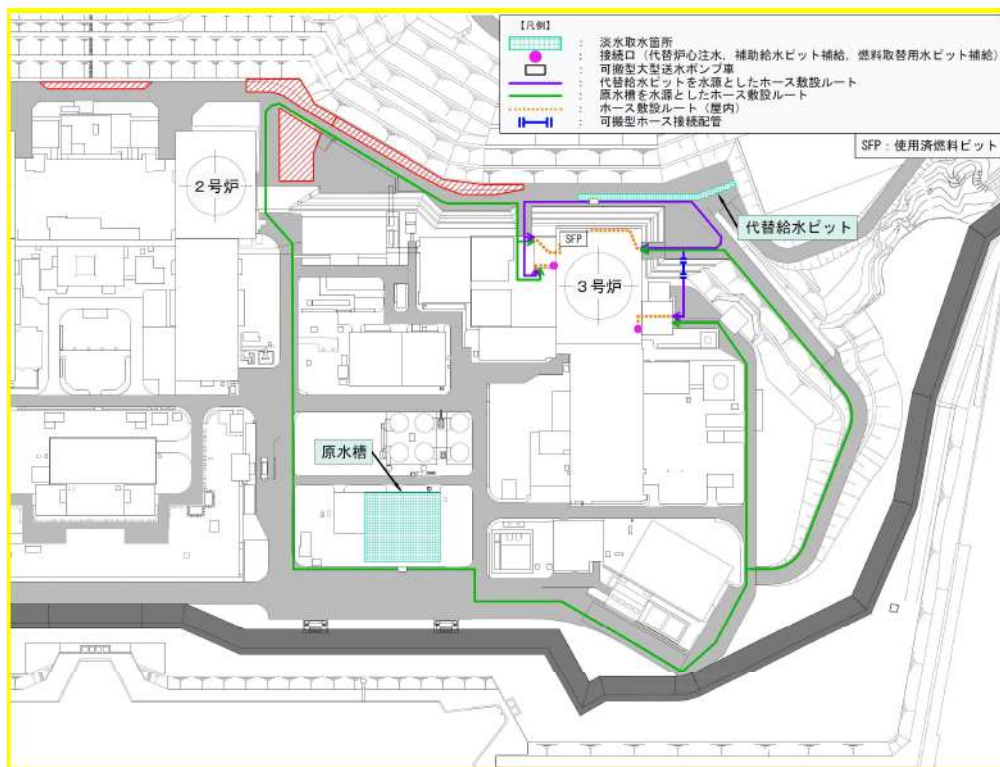 【凡例】
： 淡水取水箇所
： 接続口（代替炉心注水、補助給水ピット補給、燃料取替用水ピット補給）
： 可搬型大型送水ポンプ車
： 代替給水ピットを水源としたホース敷設ルート
： 原水槽を水源としたホース敷設ルート
： ホース敷設ルート（屋内）
： 可搬型ホース接続配管
SFP：使用済燃料ピット
2号炉
代替給水ピット
SFP
3号炉
原水槽